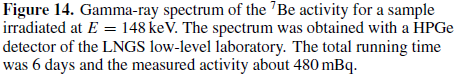 Figure 14. Gamma-ray spectrum of the ⁷Be activity for a sample
irradiated at E = 148 keV. The spectrum was obtained with a HPGe
detector of the LNGS low-level laboratory. The total running time
was 6 days and the measured activity about 480 mBq.